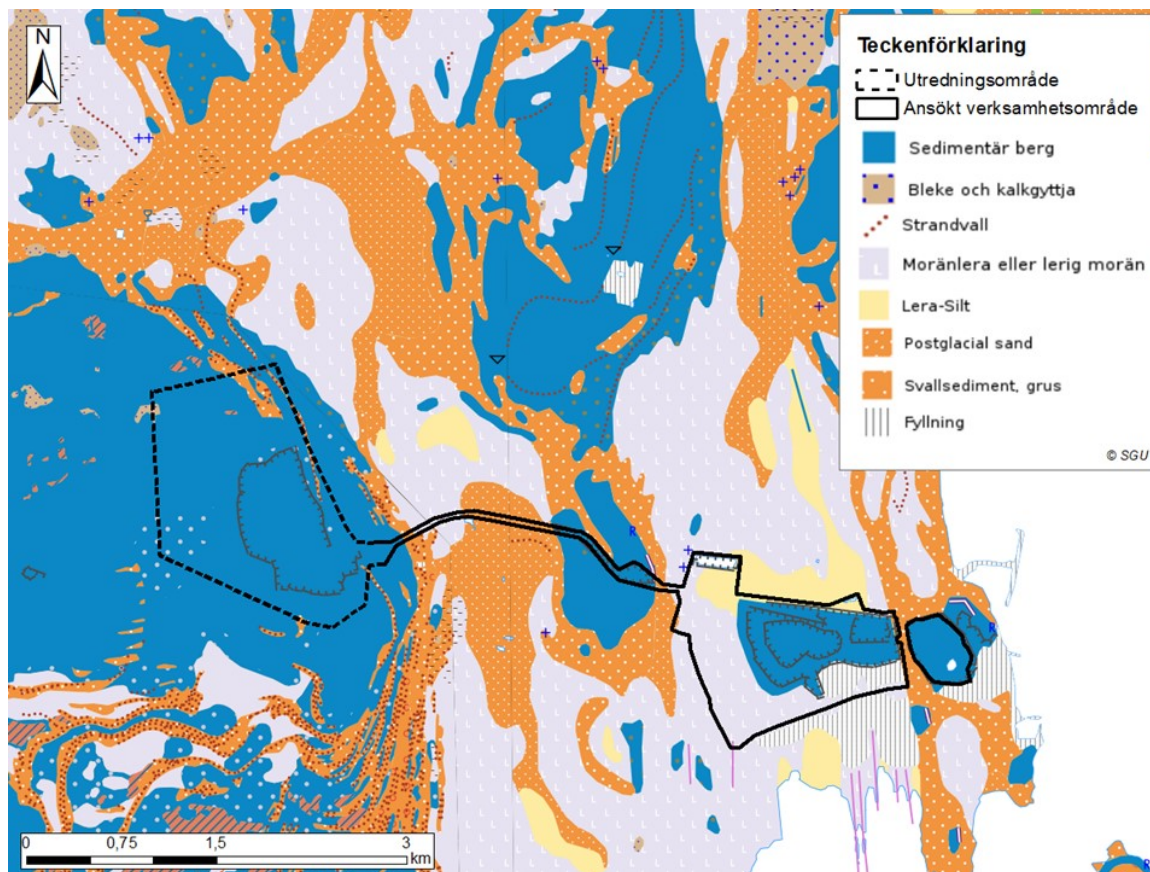 N
Teckenförklaring
Utredningsområde
Ansökt verksamhetsområde
Sedimentär berg
Bleke och kalkgyttja
Strandvall
Moränlera eller lerig morän
Lera-Silt
Postglacial sand
Svallsediment, grus
Fyllning
© SGU
R
R
R
0 0,75 1,5 3
km